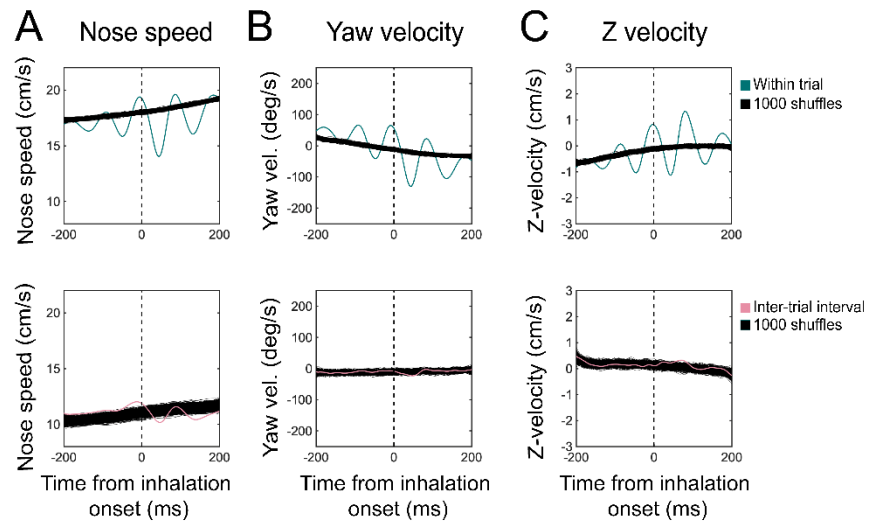 A Nose speed
B Yaw velocity
C Z velocity
Nose speed (cm/s)
20
15
10
-200 0 200
Yaw vel. (deg/s)
200
100
0
-100
-200
-200 0 200
Z-velocity (cm/s)
3
2
1
0
-1
-2
-3
-200 0 200
Within trial
1000 shuffles
Nose speed (cm/s)
20
15
10
-200 0 200
Time from inhalation
onset (ms)
Yaw vel. (deg/s)
200
100
0
-100
-200
-200 0 200
Time from inhalation
onset (ms)
Z-velocity (cm/s)
3
2
1
0
-1
-2
-3
-200 0 200
Time from inhalation
onset (ms)
Inter-trial interval
1000 shuffles